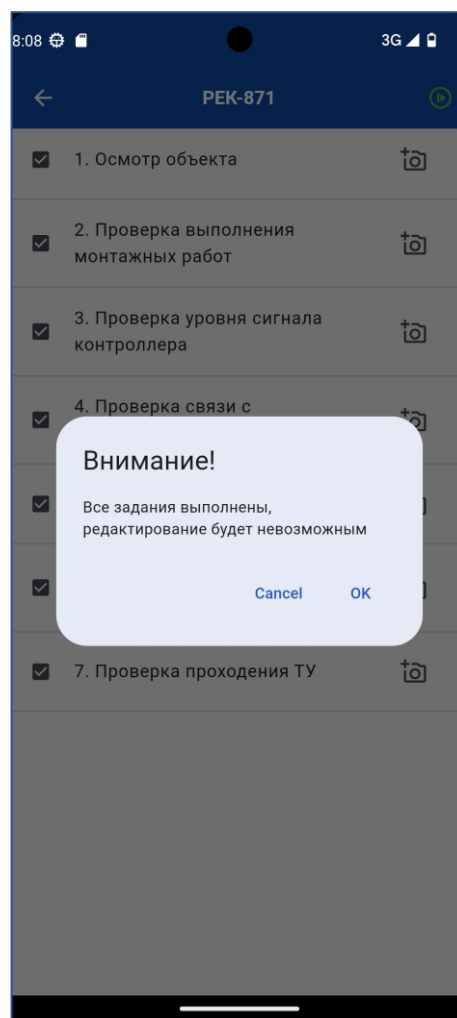 8:08
3G
РЕК-871
1. Осмотр объекта
2. Проверка выполнения
монтажных работ
3. Проверка уровня сигнала
контроллера
4. Проверка связи с
Внимание!
Все задания выполнены,
редактирование будет невозможным
Cancel
OK
7. Проверка проходения ТУ